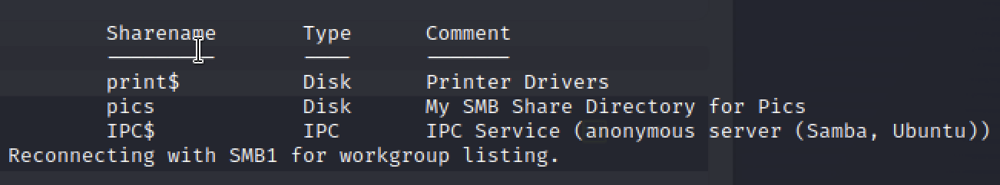 Sharename Type Comment
print$ Disk Printer Drivers
pics Disk My SMB Share Directory for Pics
IPC$ IPC IPC Service (anonymous server (Samba, Ubuntu))
Reconnecting with SMB1 for workgroup listing.